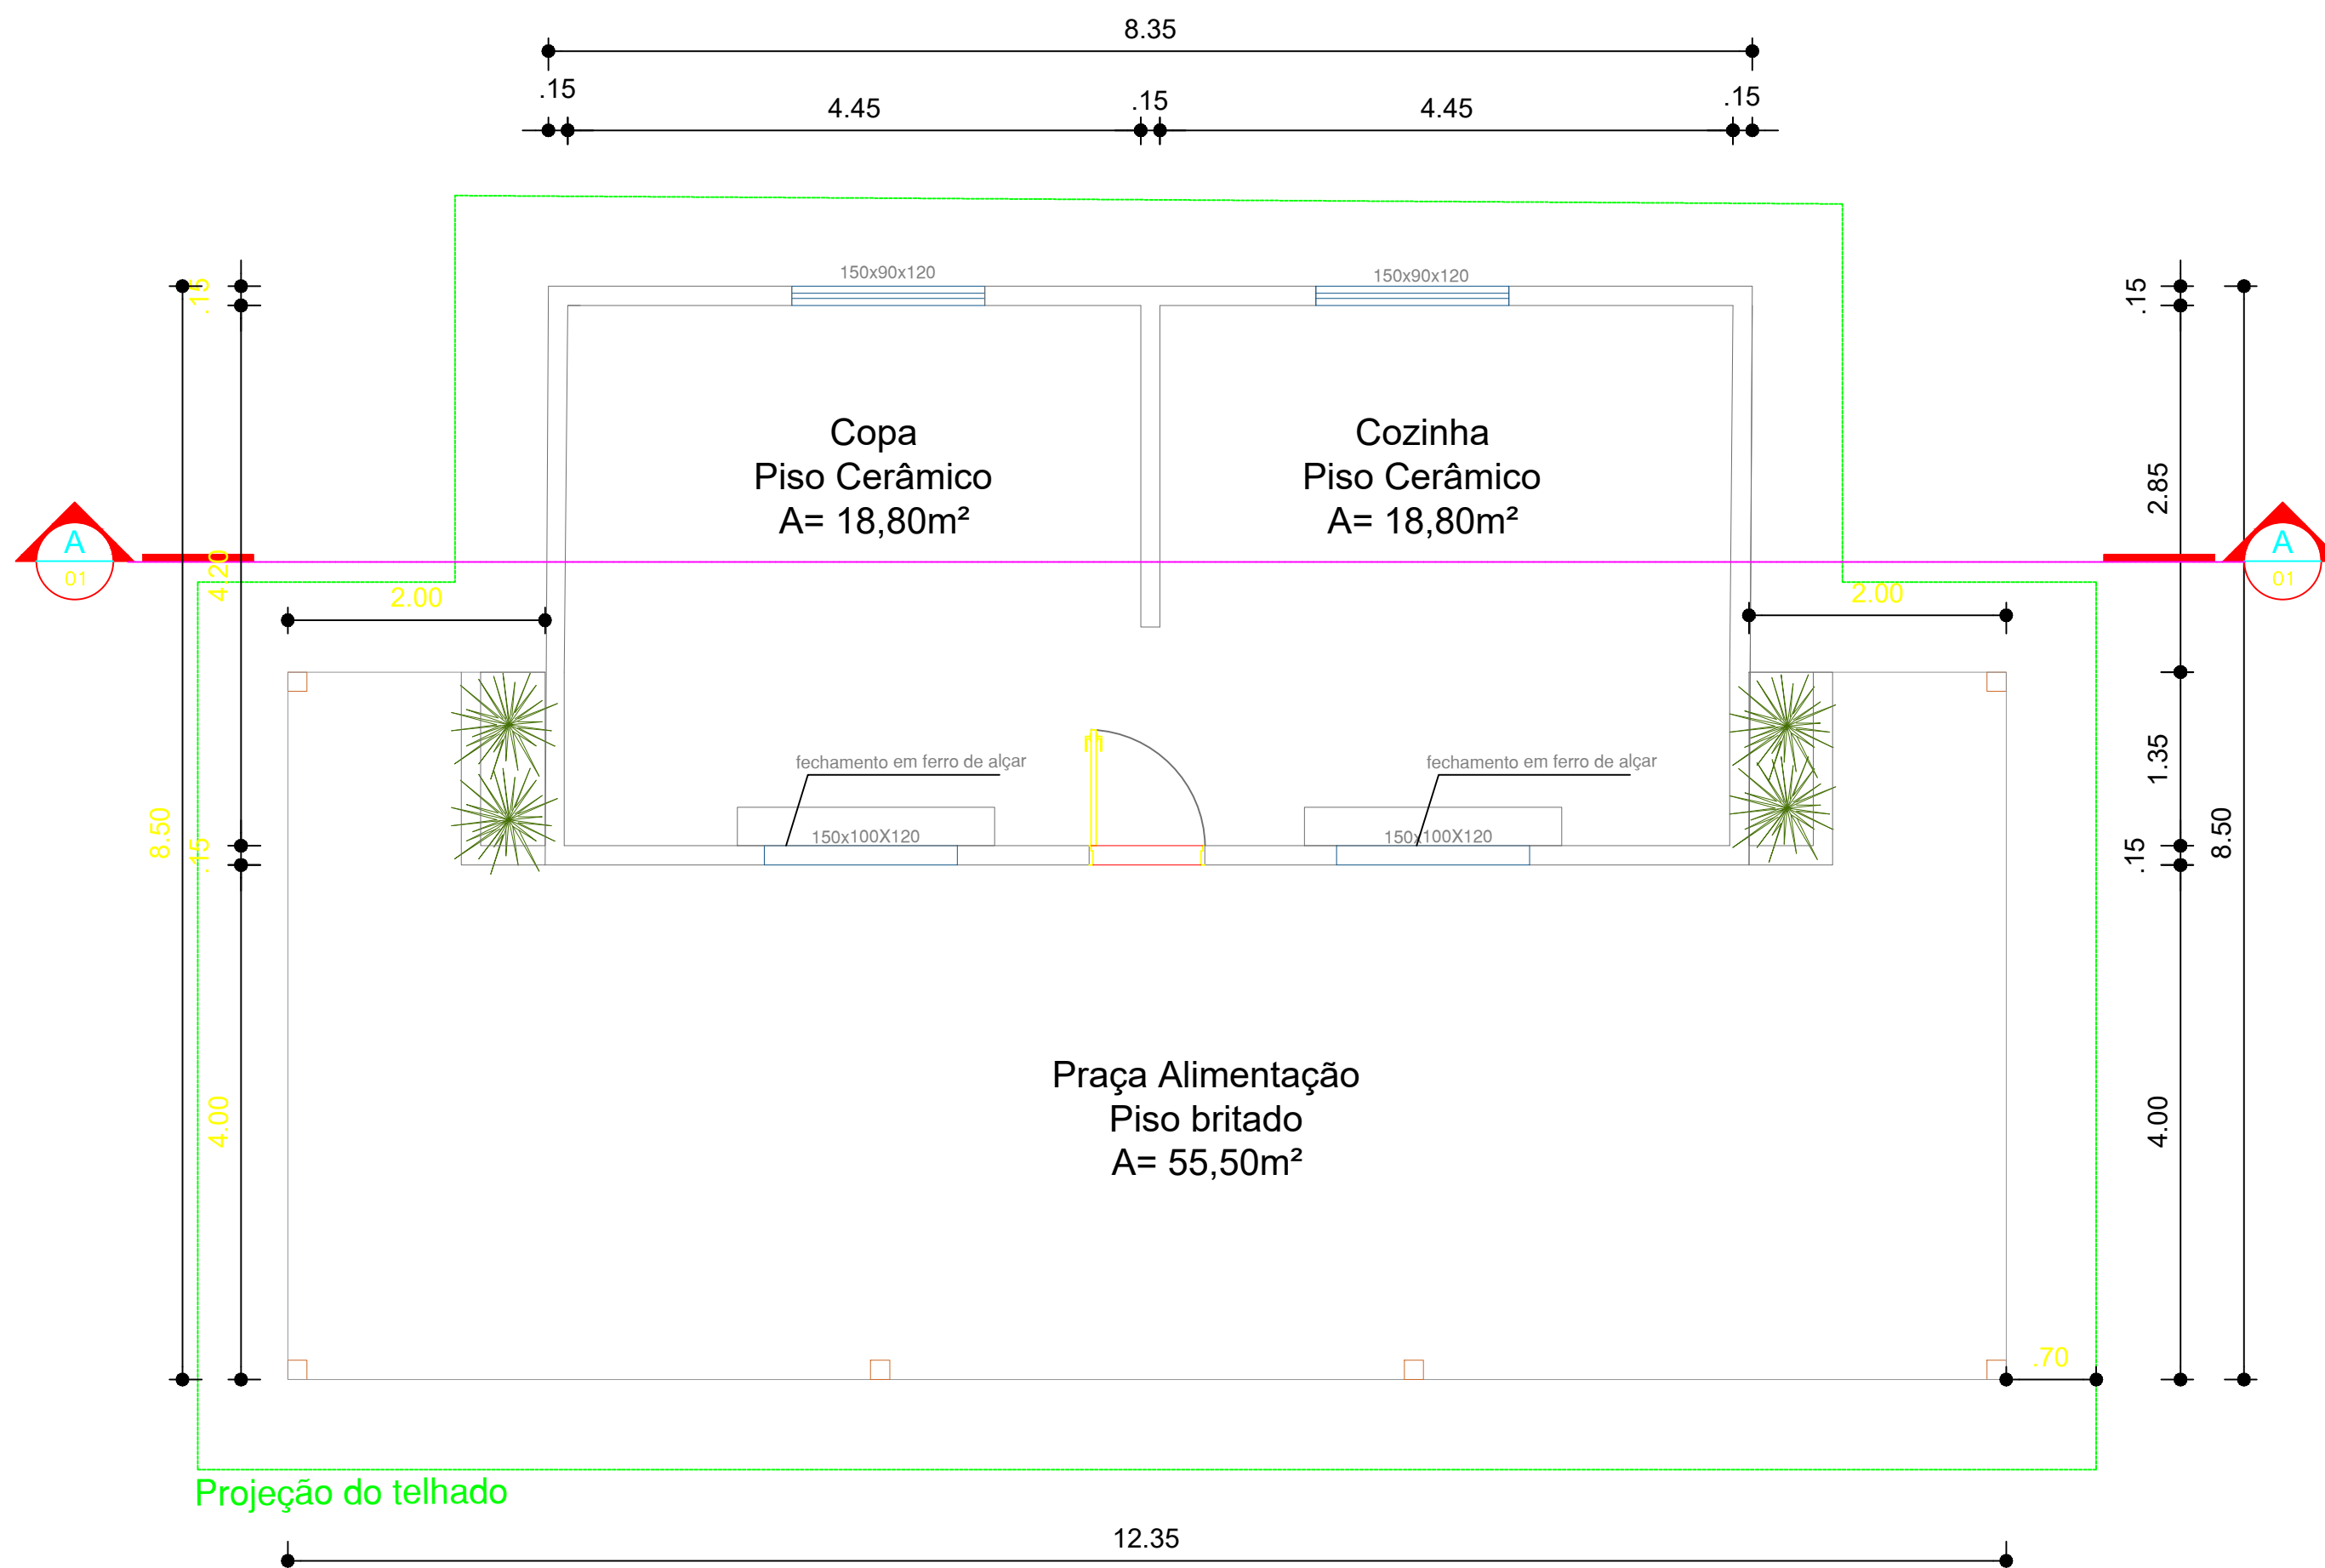 8.35
.15
4.45
.15
4.45
.15
150x90x120
150x90x120
.15
.15
Copa
Piso Cerâmico
A= 18,80m²
Cozinha
Piso Cerâmico
A= 18,80m²
2.85
A
01
A
01
4.20
2.00
2.00
fechamento em ferro de alçar
fechamento em ferro de alçar
1.35
150x100X120
150x100X120
8.50
.15
.15
8.50
Praça Alimentação
Piso britado
A= 55,50m²
4.00
4.00
.70
Projeção do telhado
12.35